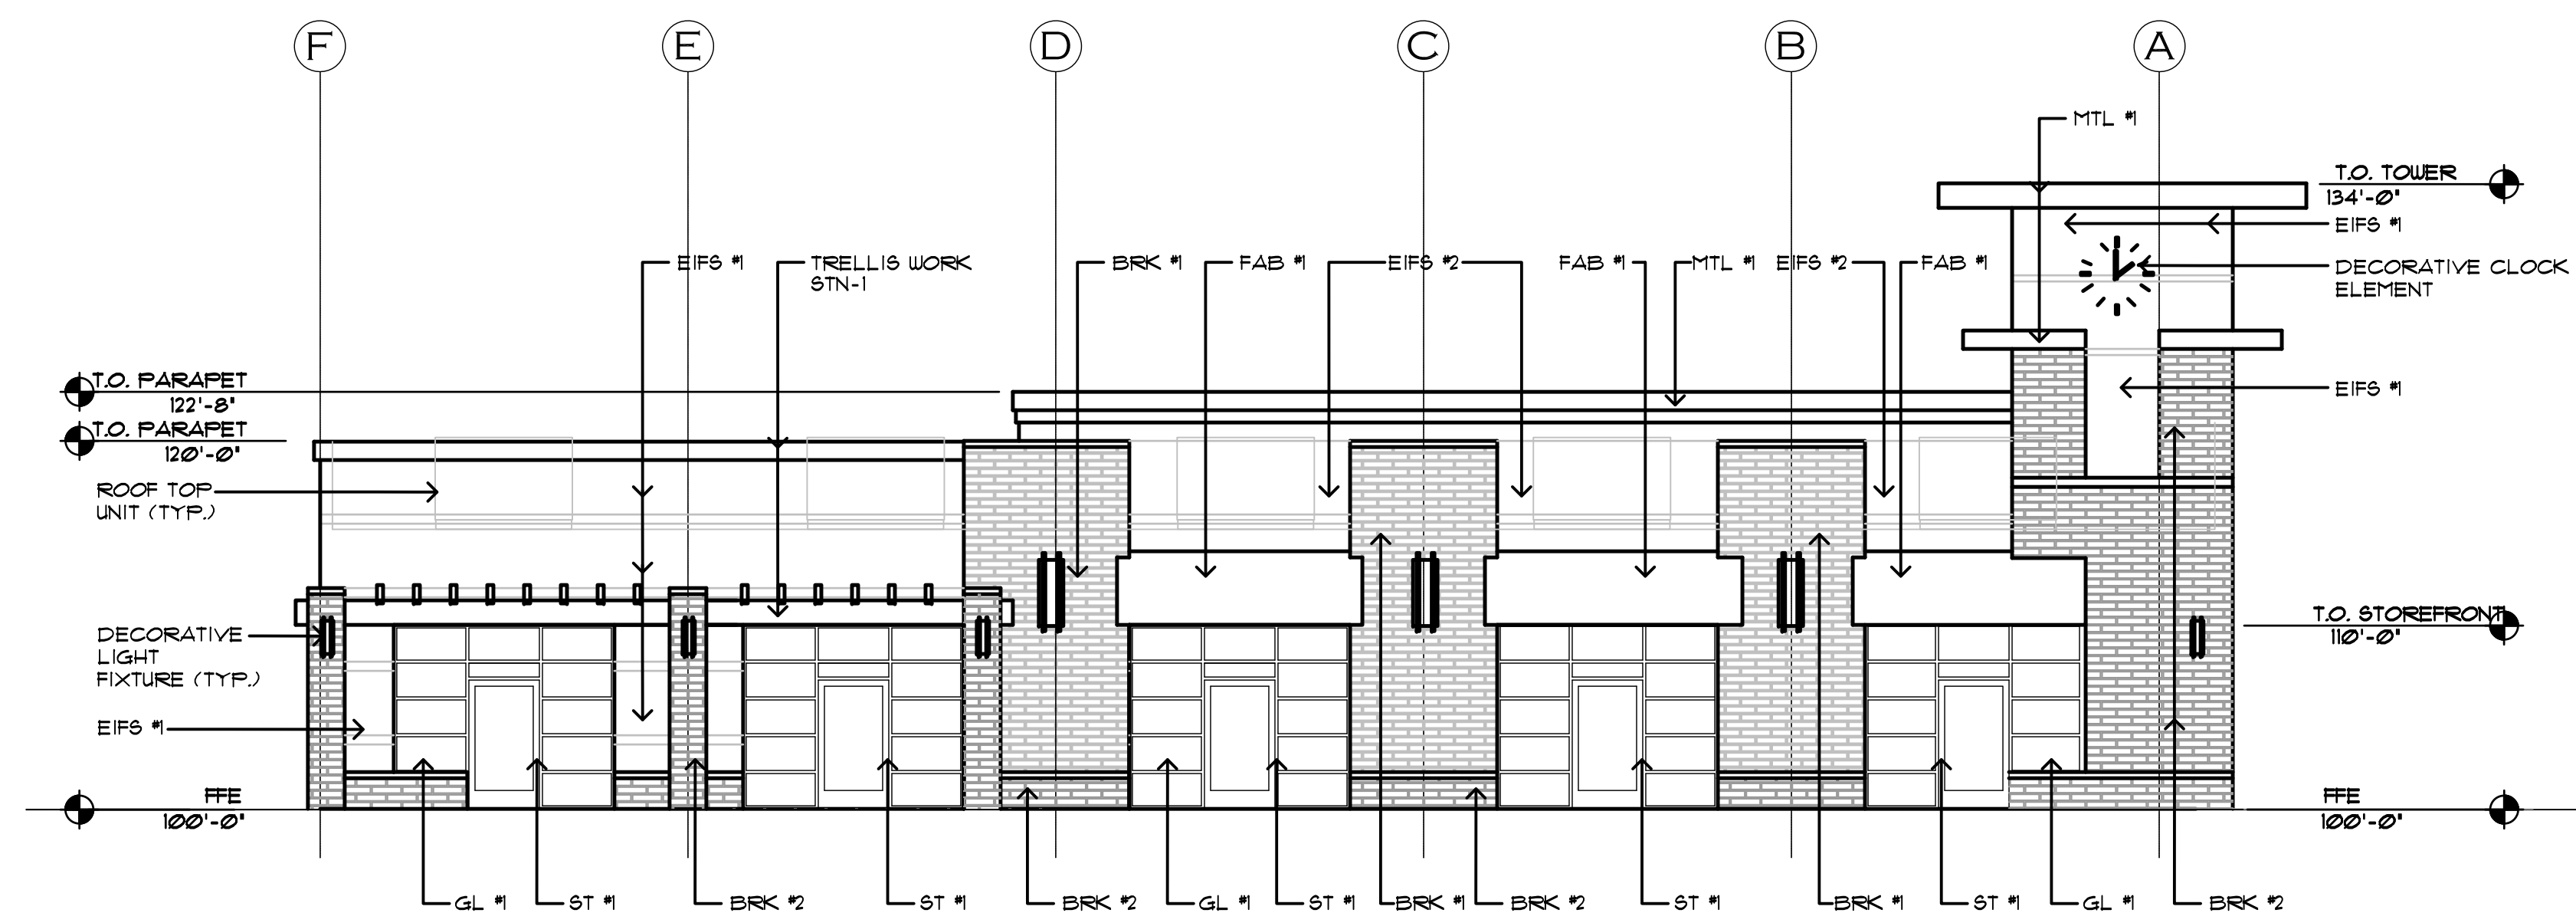 F E D C B A
MTL #1
T.O. TOWER
134'-0"
EIFS #1
EIFS #1
TRELLIS WORK
STN-1
BRK #1
FAB #1
EIFS #2
FAB #1
MTL #1
EIFS #2
FAB #1
DECORATIVE CLOCK
ELEMENT
T.O. PARAPET
122'-8"
EIFS #1
T.O. PARAPET
120'-0"
ROOF TOP
UNIT (TYP.)
T.O. STOREFRONT
110'-0"
DECORATIVE
LIGHT
FIXTURE (TYP.)
EIFS #1
FFE
100'-0"
FFE
100'-0"
GL #1
ST #1
BRK #2
ST #1
BRK #2
GL #1
ST #1
BRK #1
BRK #2
ST #1
BRK #1
ST #1
GL #1
BRK #2